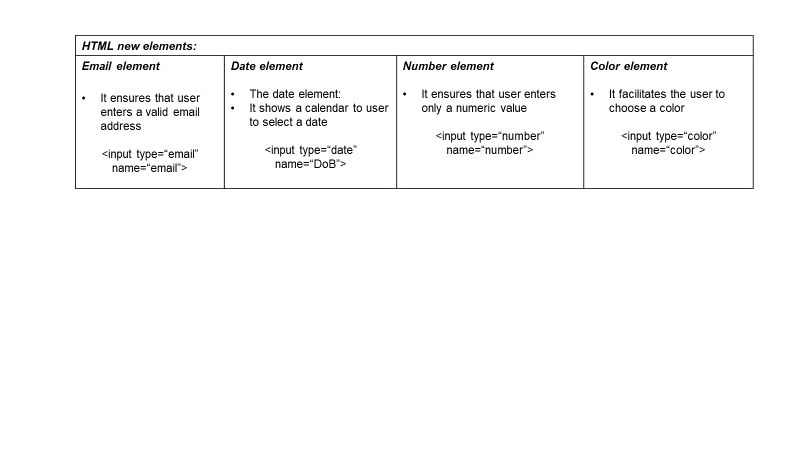 HTML new elements:
Email element
• It ensures that user
enters a valid email
address
<input type=“email”
name=“email”>
Date element
• The date element:
• It shows a calendar to user
to select a date
<input type=“date”
name=“DoB”>
Number element
• It ensures that user enters
only a numeric value
<input type=“number”
name=“number”>
Color element
• It facilitates the user to
choose a color
<input type=“color”
name=“color”>